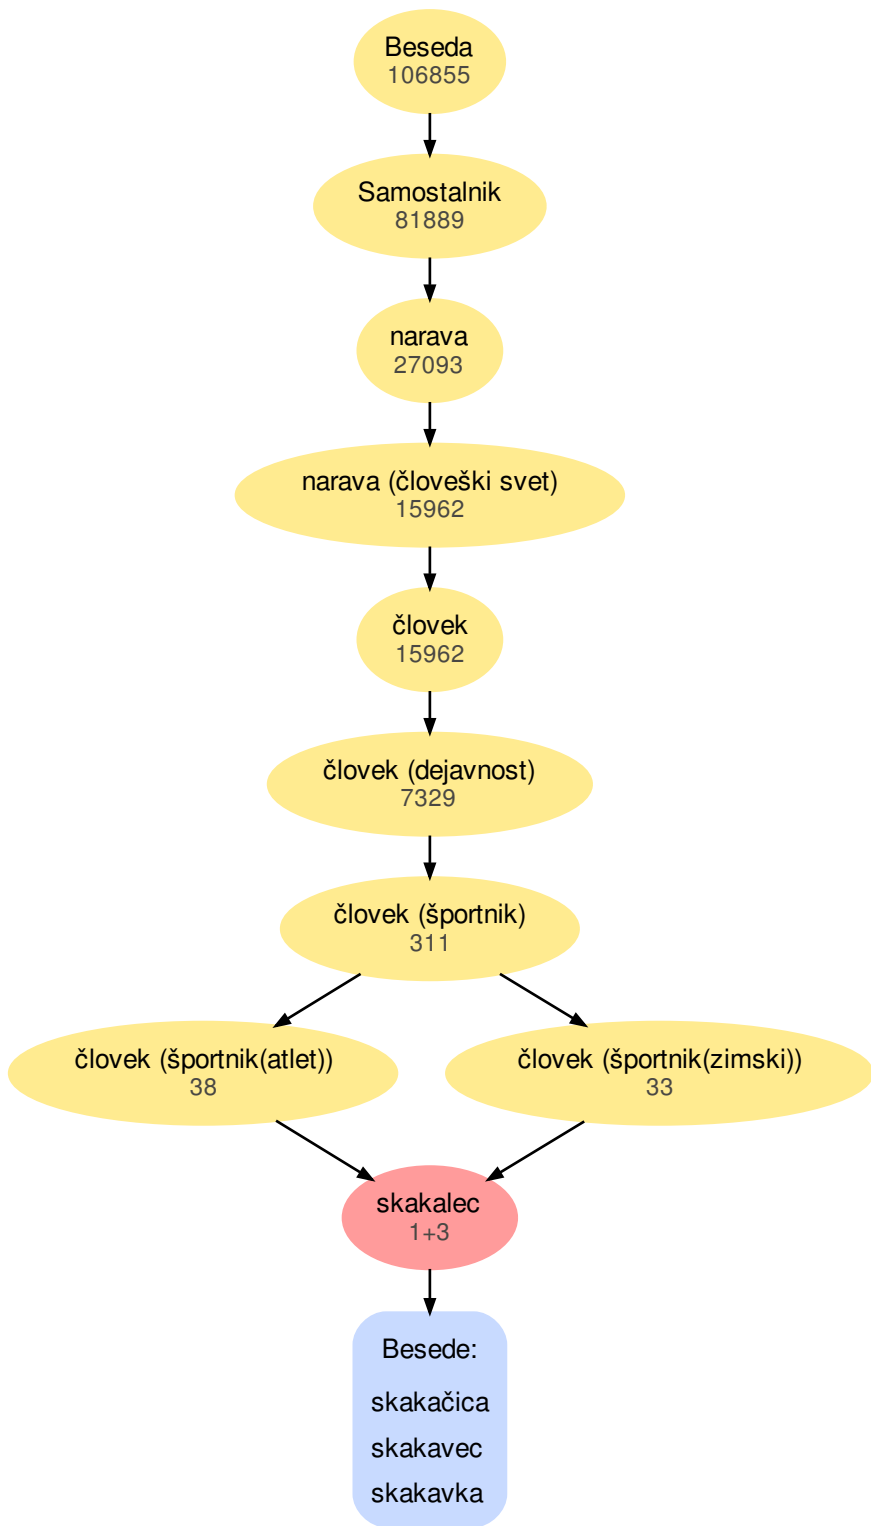 Beseda
106855
Samostalnik
81889
narava
27093
narava (človeški svet)
15962
človek
15962
človek (dejavnost)
7329
človek (športnik)
311
človek (športnik(atlet))
38
človek (športnik(zimski))
33
skakalec
1+3
Besede:
skakačica
skakavec
skakavka